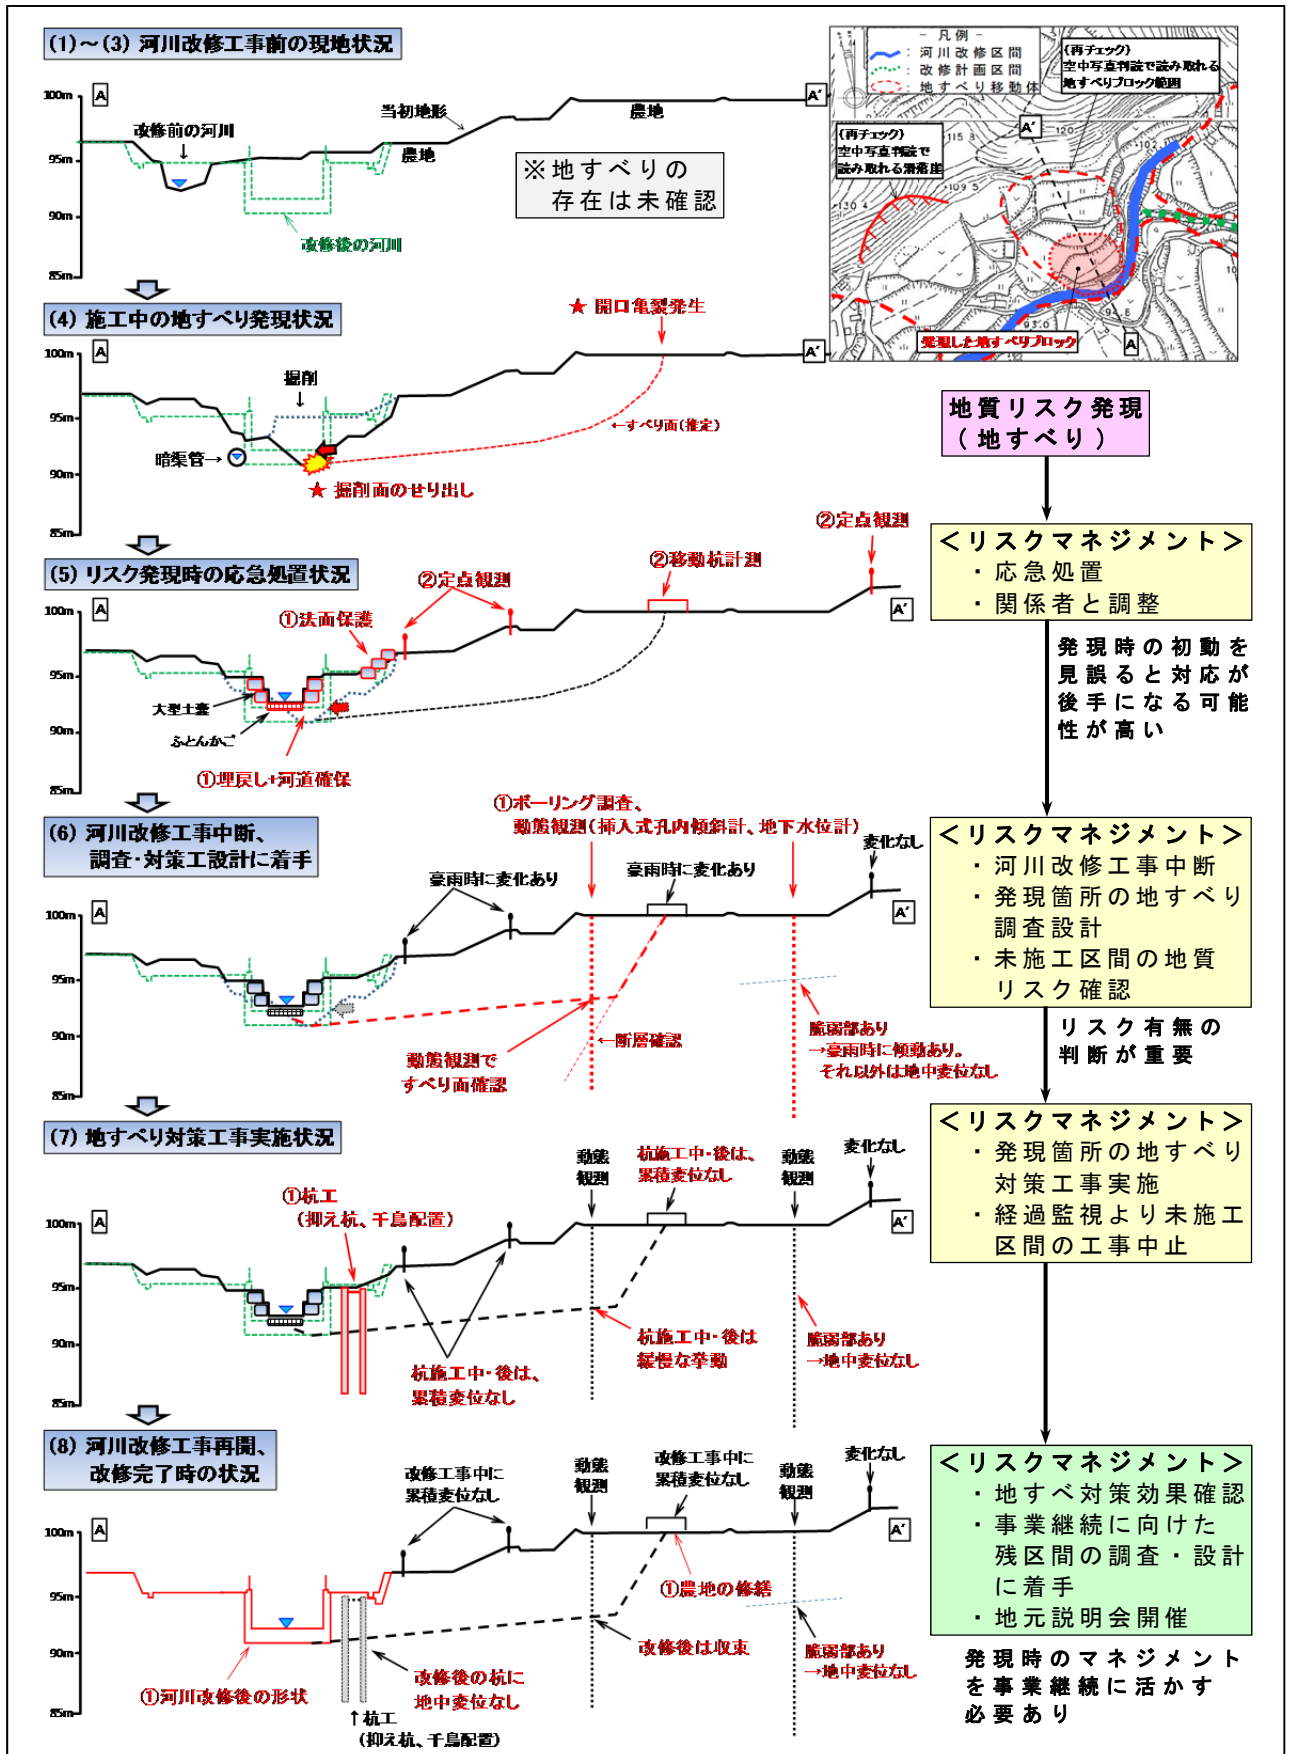 (1)～(3) 河川改修工事前の現地状況
100m
A
改修前の河川
当初地形
農地
農地
A'
95m
90m
85m
改修後の河川
※地すべりの
存在は未確認
－ 凡例 －
：河川改修区間
：改修計画区間
：地すべり移動体
{再チェック}
空中写真判読で読み取れる
地すべりブロック範囲
{再チェック}
空中写真判読で
読み取れる滑落崖
115.3
120
102
109.5
130.4
93.0
94.8
A'
A
発現した地すべりブロック
(4) 施工中の地すべり発現状況
★ 開口亀裂発生
100m
A
A'
掘削
95m
←すべり面(推定)
暗渠管→
90m
★ 掘削面のせり出し
85m
地質リスク発現
(地すべり)
(5) リスク発現時の応急処置状況
②定点観測
②移動杭計測
②定点観測
①法面保護
100m
A
A'
95m
大型土嚢
90m
ふとんかご
①埋戻し+河道確保
85m
＜リスクマネジメント＞
・応急処置
・関係者と調整
発現時の初動を
見誤ると対応が
後手になる可能
性が高い
(6) 河川改修工事中断、
調査・対策工設計に着手
①ボーリング調査、
動態観測(挿入式孔内傾斜計、地下水位計)
豪雨時に変化あり
豪雨時に変化あり
変化なし
100m
A
A'
95m
90m
85m
動態観測で
すべり面確認
←断層確認
脆弱部あり
→豪雨時に傾動あり。
それ以外は地中変位なし
＜リスクマネジメント＞
・河川改修工事中断
・発現箇所の地すべり
調査設計
・未施工区間の地質
リスク確認
リスク有無の
判断が重要
(7) 地すべり対策工事実施状況
①杭工
(抑え杭、千鳥配置)
動態
観測
杭施工中・後は、
累積変位なし
動態
観測
変化なし
100m
A
A'
95m
90m
85m
杭施工中・後は、
累積変位なし
杭施工中・後は
緩慢な挙動
脆弱部あり
→地中変位なし
＜リスクマネジメント＞
・発現箇所の地すべり
対策工事実施
・経過監視より未施工
区間の工事中止
(8) 河川改修工事再開、
改修完了時の状況
改修工事中に
累積変位なし
動態
観測
改修工事中に
累積変位なし
動態
観測
変化なし
100m
A
A'
95m
90m
85m
①農地の修繕
改修後は収束
脆弱部あり
→地中変位なし
改修後の杭に
地中変位なし
①河川改修後の形状
↑杭工
(抑え杭、千鳥配置)
＜リスクマネジメント＞
・地すべ対策効果確認
・事業継続に向けた
残区間の調査・設計
に着手
・地元説明会開催
発現時のマネジメント
を事業継続に活かす
必要あり